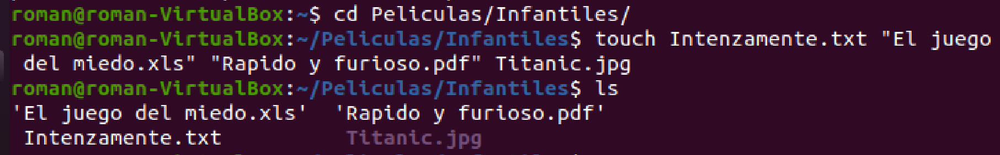 roman@roman-VirtualBox:~$ cd Peliculas/Infantiles/
roman@roman-VirtualBox:~/Peliculas/Infantiles$ touch Intenzamente.txt "El juego
 del miedo.xls" "Rapido y furioso.pdf" Titanic.jpg
roman@roman-VirtualBox:~/Peliculas/Infantiles$ ls
'El juego del miedo.xls'  'Rapido y furioso.pdf'
 Intenzamente.txt          Titanic.jpg